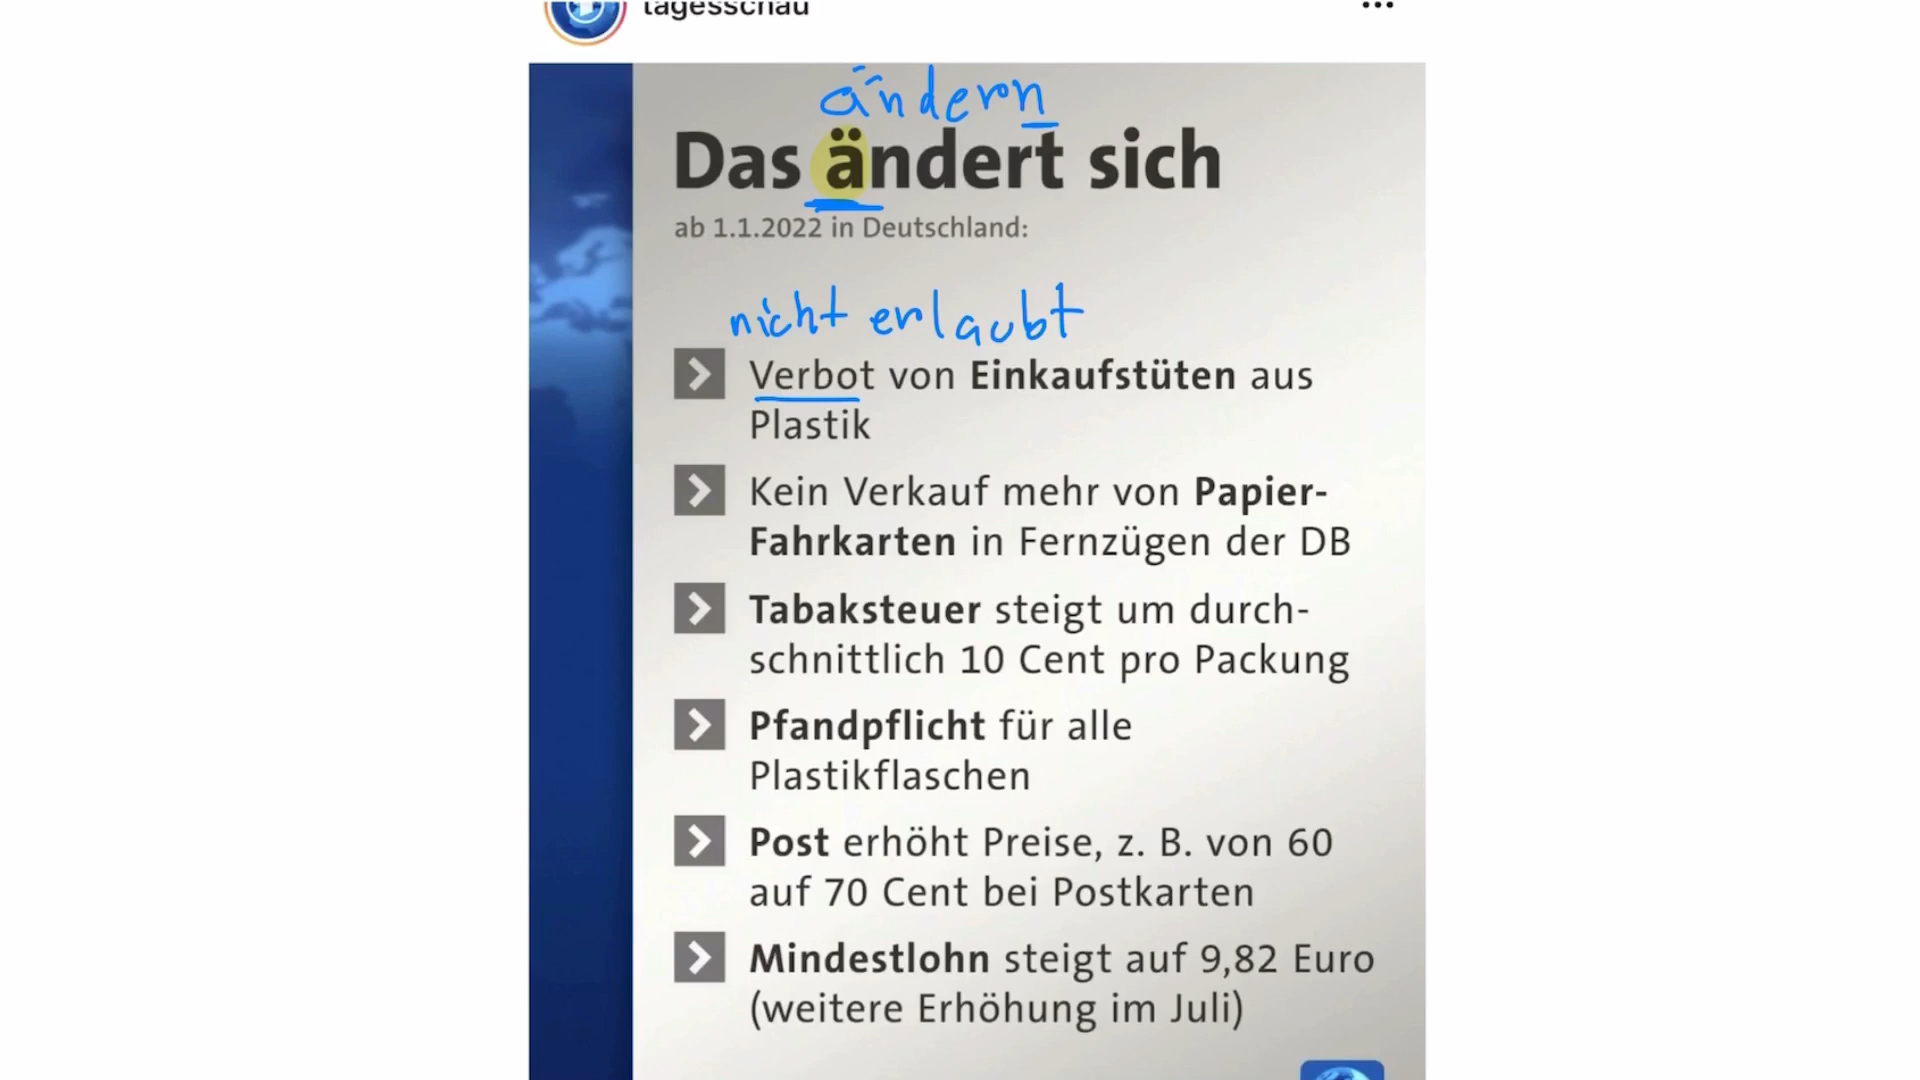 tagesschau
ändern
Das ändert sich
ab 1.1.2022 in Deutschland:
nicht erlaubt
Verbot von Einkaufstüten aus
Plastik
Kein Verkauf mehr von Papier-
Fahrkarten in Fernzügen der DB
Tabaksteuer steigt um durch-
schnittlich 10 Cent pro Packung
Pfandpflicht für alle
Plastikflaschen
Post erhöht Preise, z. B. von 60
auf 70 Cent bei Postkarten
Mindestlohn steigt auf 9,82 Euro
(weitere Erhöhung im Juli)